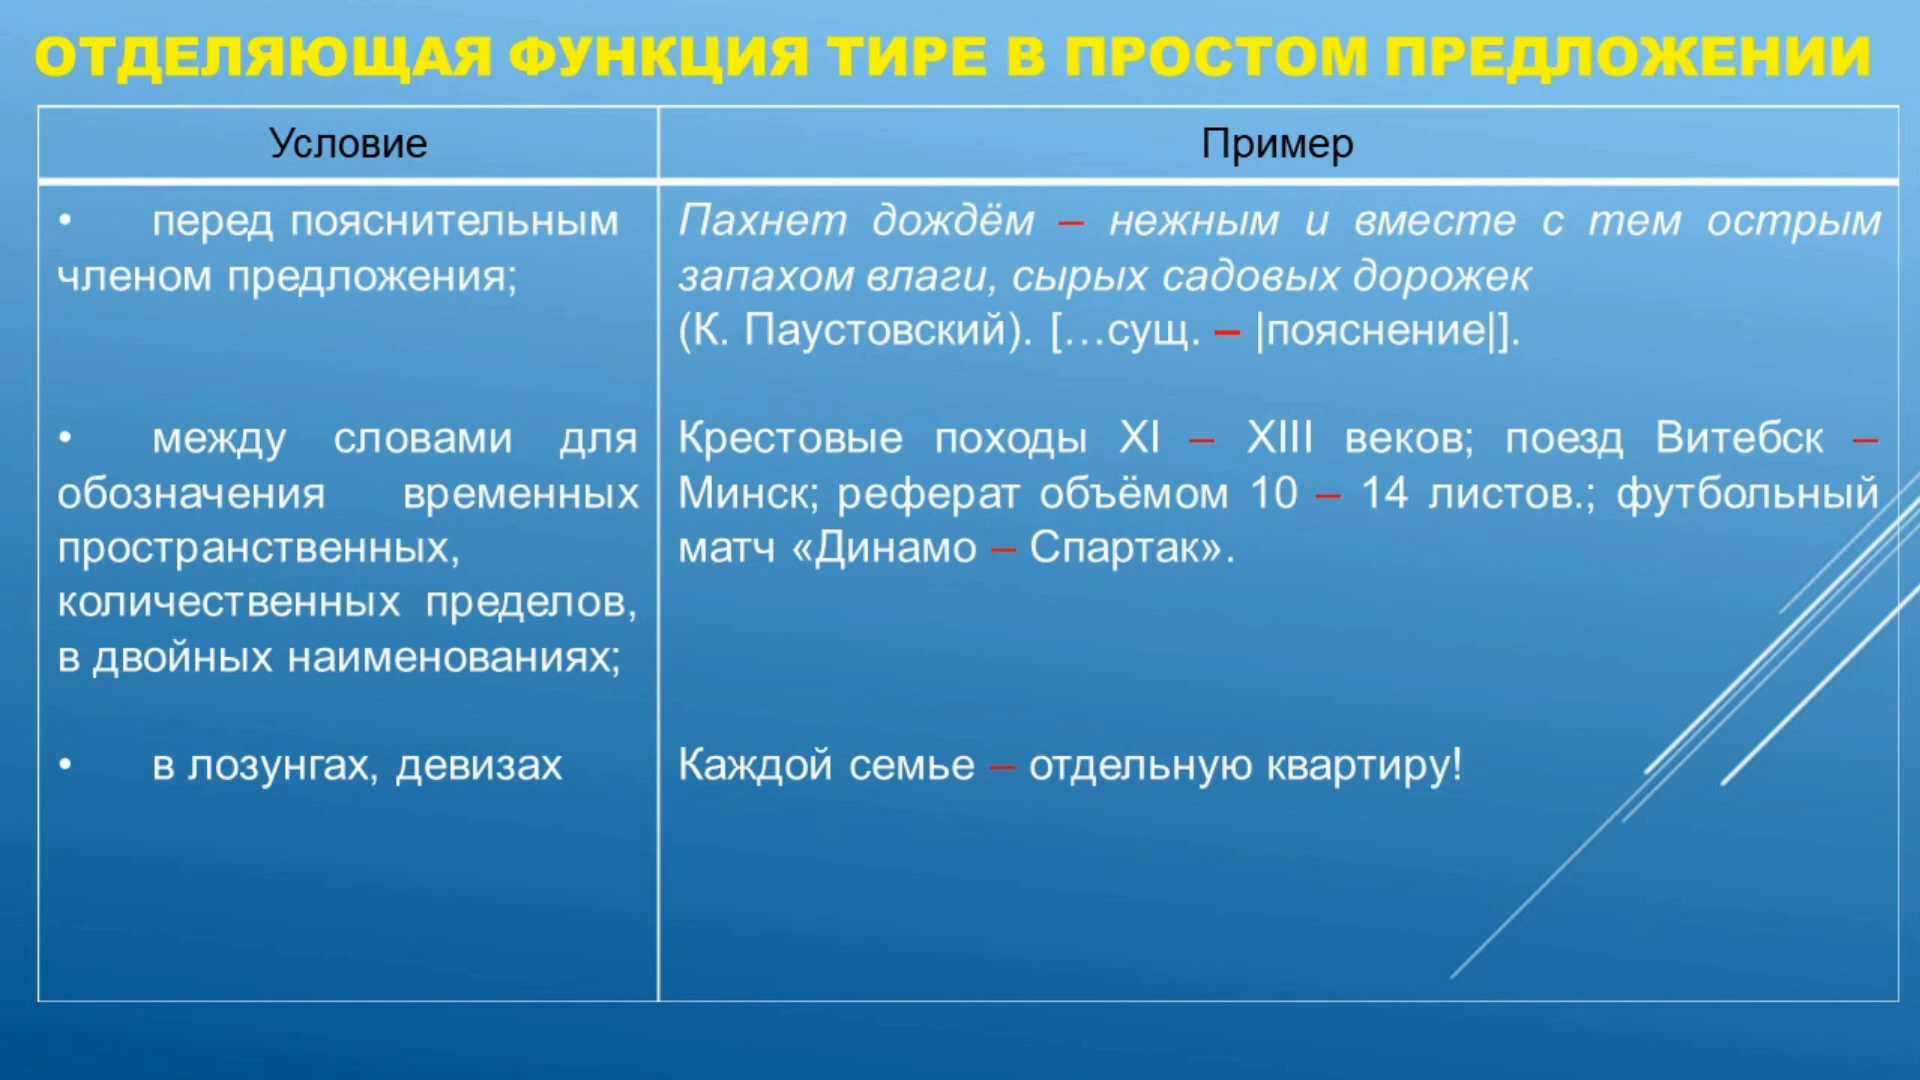 ОТДЕЛЯЮЩАЯ ФУНКЦИЯ ТИРЕ В ПРОСТОМ ПРЕДЛОЖЕНИИ
Условие
Пример
• перед пояснительным
членом предложения;
Пахнет дождём – нежным и вместе с тем острым
запахом влаги, сырых садовых дорожек
(К. Паустовский). […сущ. – |пояснение|].
• между словами для
обозначения временных
пространственных,
количественных пределов,
в двойных наименованиях;
Крестовые походы XI – XIII веков; поезд Витебск –
Минск; реферат объёмом 10 – 14 листов.; футбольный
матч «Динамо – Спартак».
• в лозунгах, девизах
Каждой семье – отдельную квартиру!